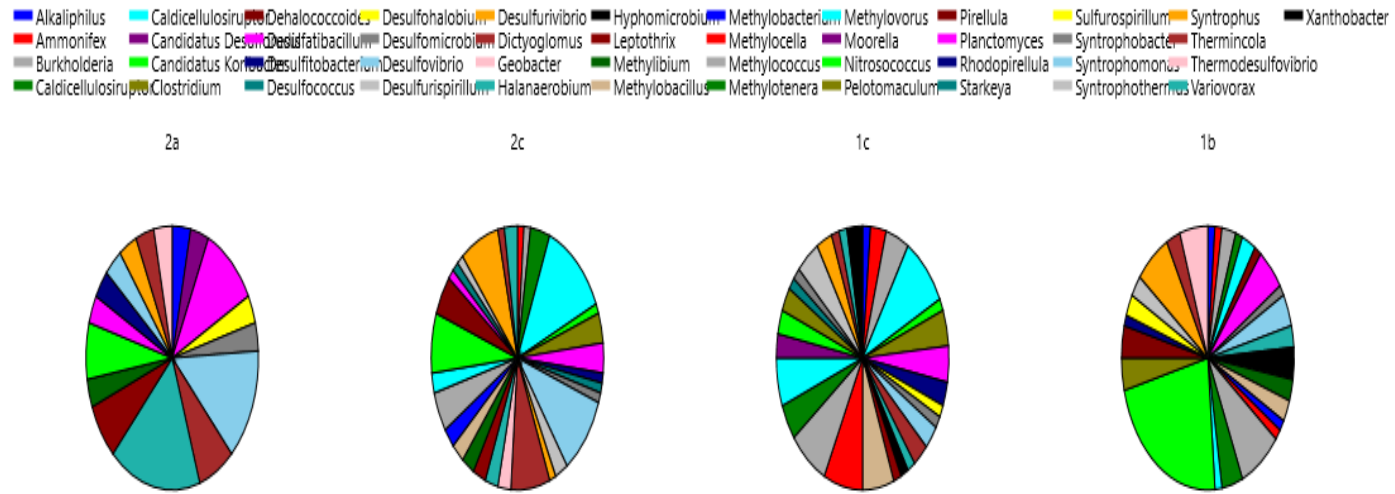 Alkaliphilus Caldicellulosiruptor Dehalococcoides Desulfohalobium Desulfurivibrio Hyphomicrobium Methylobacterium Methylovorus Pirellula Sulfurospirillum Syntrophus Xanthobacter
Ammonifex Candidatus Desulfatibacillum Desulfomicrobium Dictyoglomus Leptothrix Methylocella Moorella Planctomyces Syntrophobacter Thermincola
Burkholderia Candidatus Desulfitobacterium Desulfovibrio Geobacter Methylibium Methylococcus Nitrosococcus Rhodopirellula Syntrophomonas Thermodesulfovibrio
Caldicellulosiruptor Clostridium Desulfococcus Desulfurispirillum Halanaerobium Methylobacillus Methylotenera Pelotomaculum Starkeya Syntrophothermus Variovorax
2a 2c 1c 1b